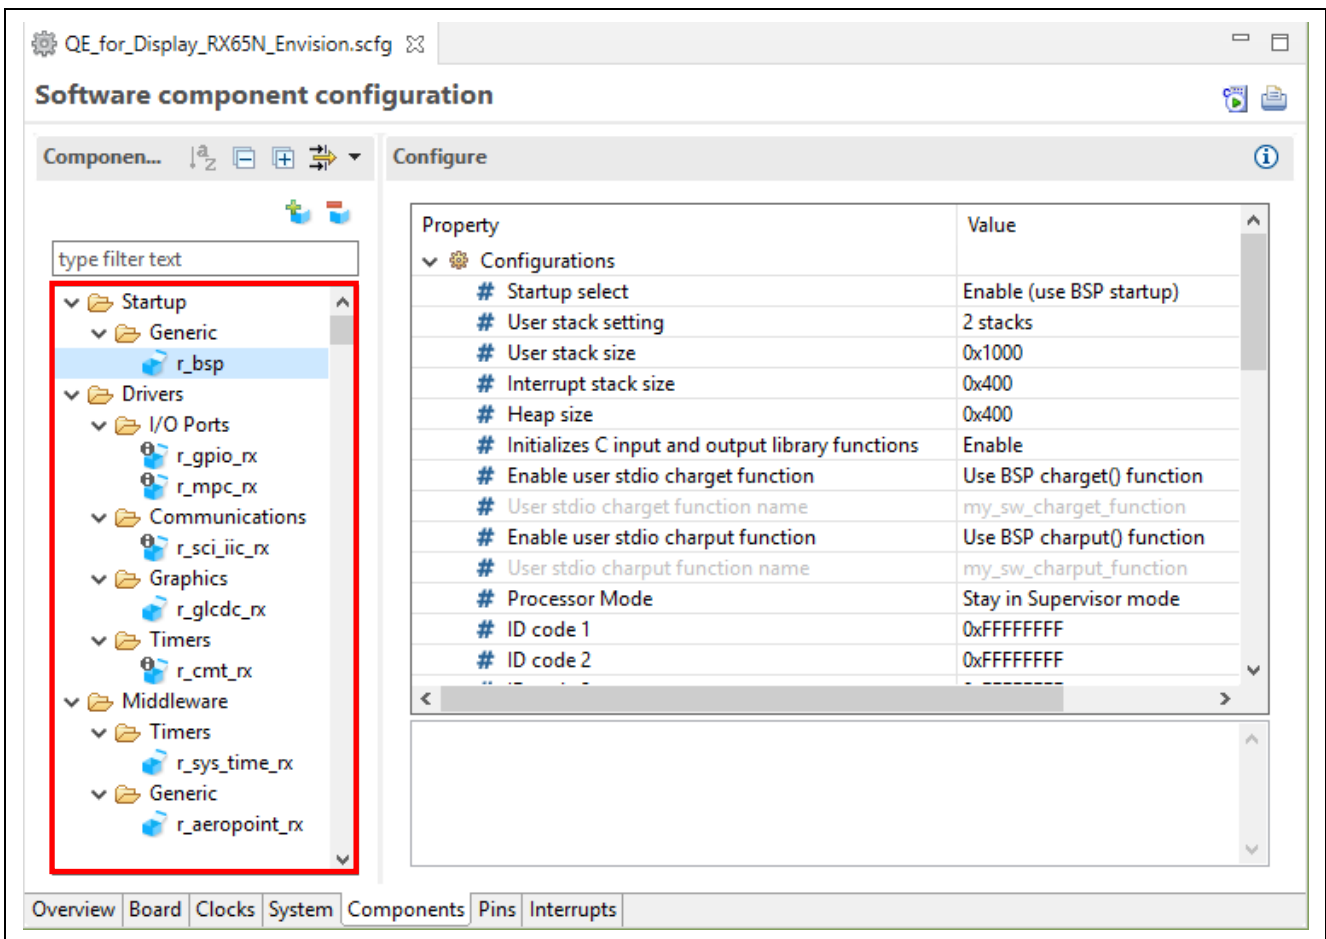 QE_for_Display_RX65N_Envision.scfg
Software component configuration
Componen...
Configure
type filter text
Startup
Generic
r_bsp
Drivers
I/O Ports
r_gpio_rx
r_mpc_rx
Communications
r_sci_iic_rx
Graphics
r_glcdc_rx
Timers
r_cmt_rx
Middleware
Timers
r_sys_time_rx
Generic
r_aeropoint_rx
Property Value
Configurations
# Startup select Enable (use BSP startup)
# User stack setting 2 stacks
# User stack size 0x1000
# Interrupt stack size 0x400
# Heap size 0x400
# Initializes C input and output library functions Enable
# Enable user stdio charget function Use BSP charget() function
# User stdio charget function name my_sw_charget_function
# Enable user stdio charput function Use BSP charput() function
# User stdio charput function name my_sw_charput_function
# Processor Mode Stay in Supervisor mode
# ID code 1 0xFFFFFFFF
# ID code 2 0xFFFFFFFF
Overview Board Clocks System Components Pins Interrupts